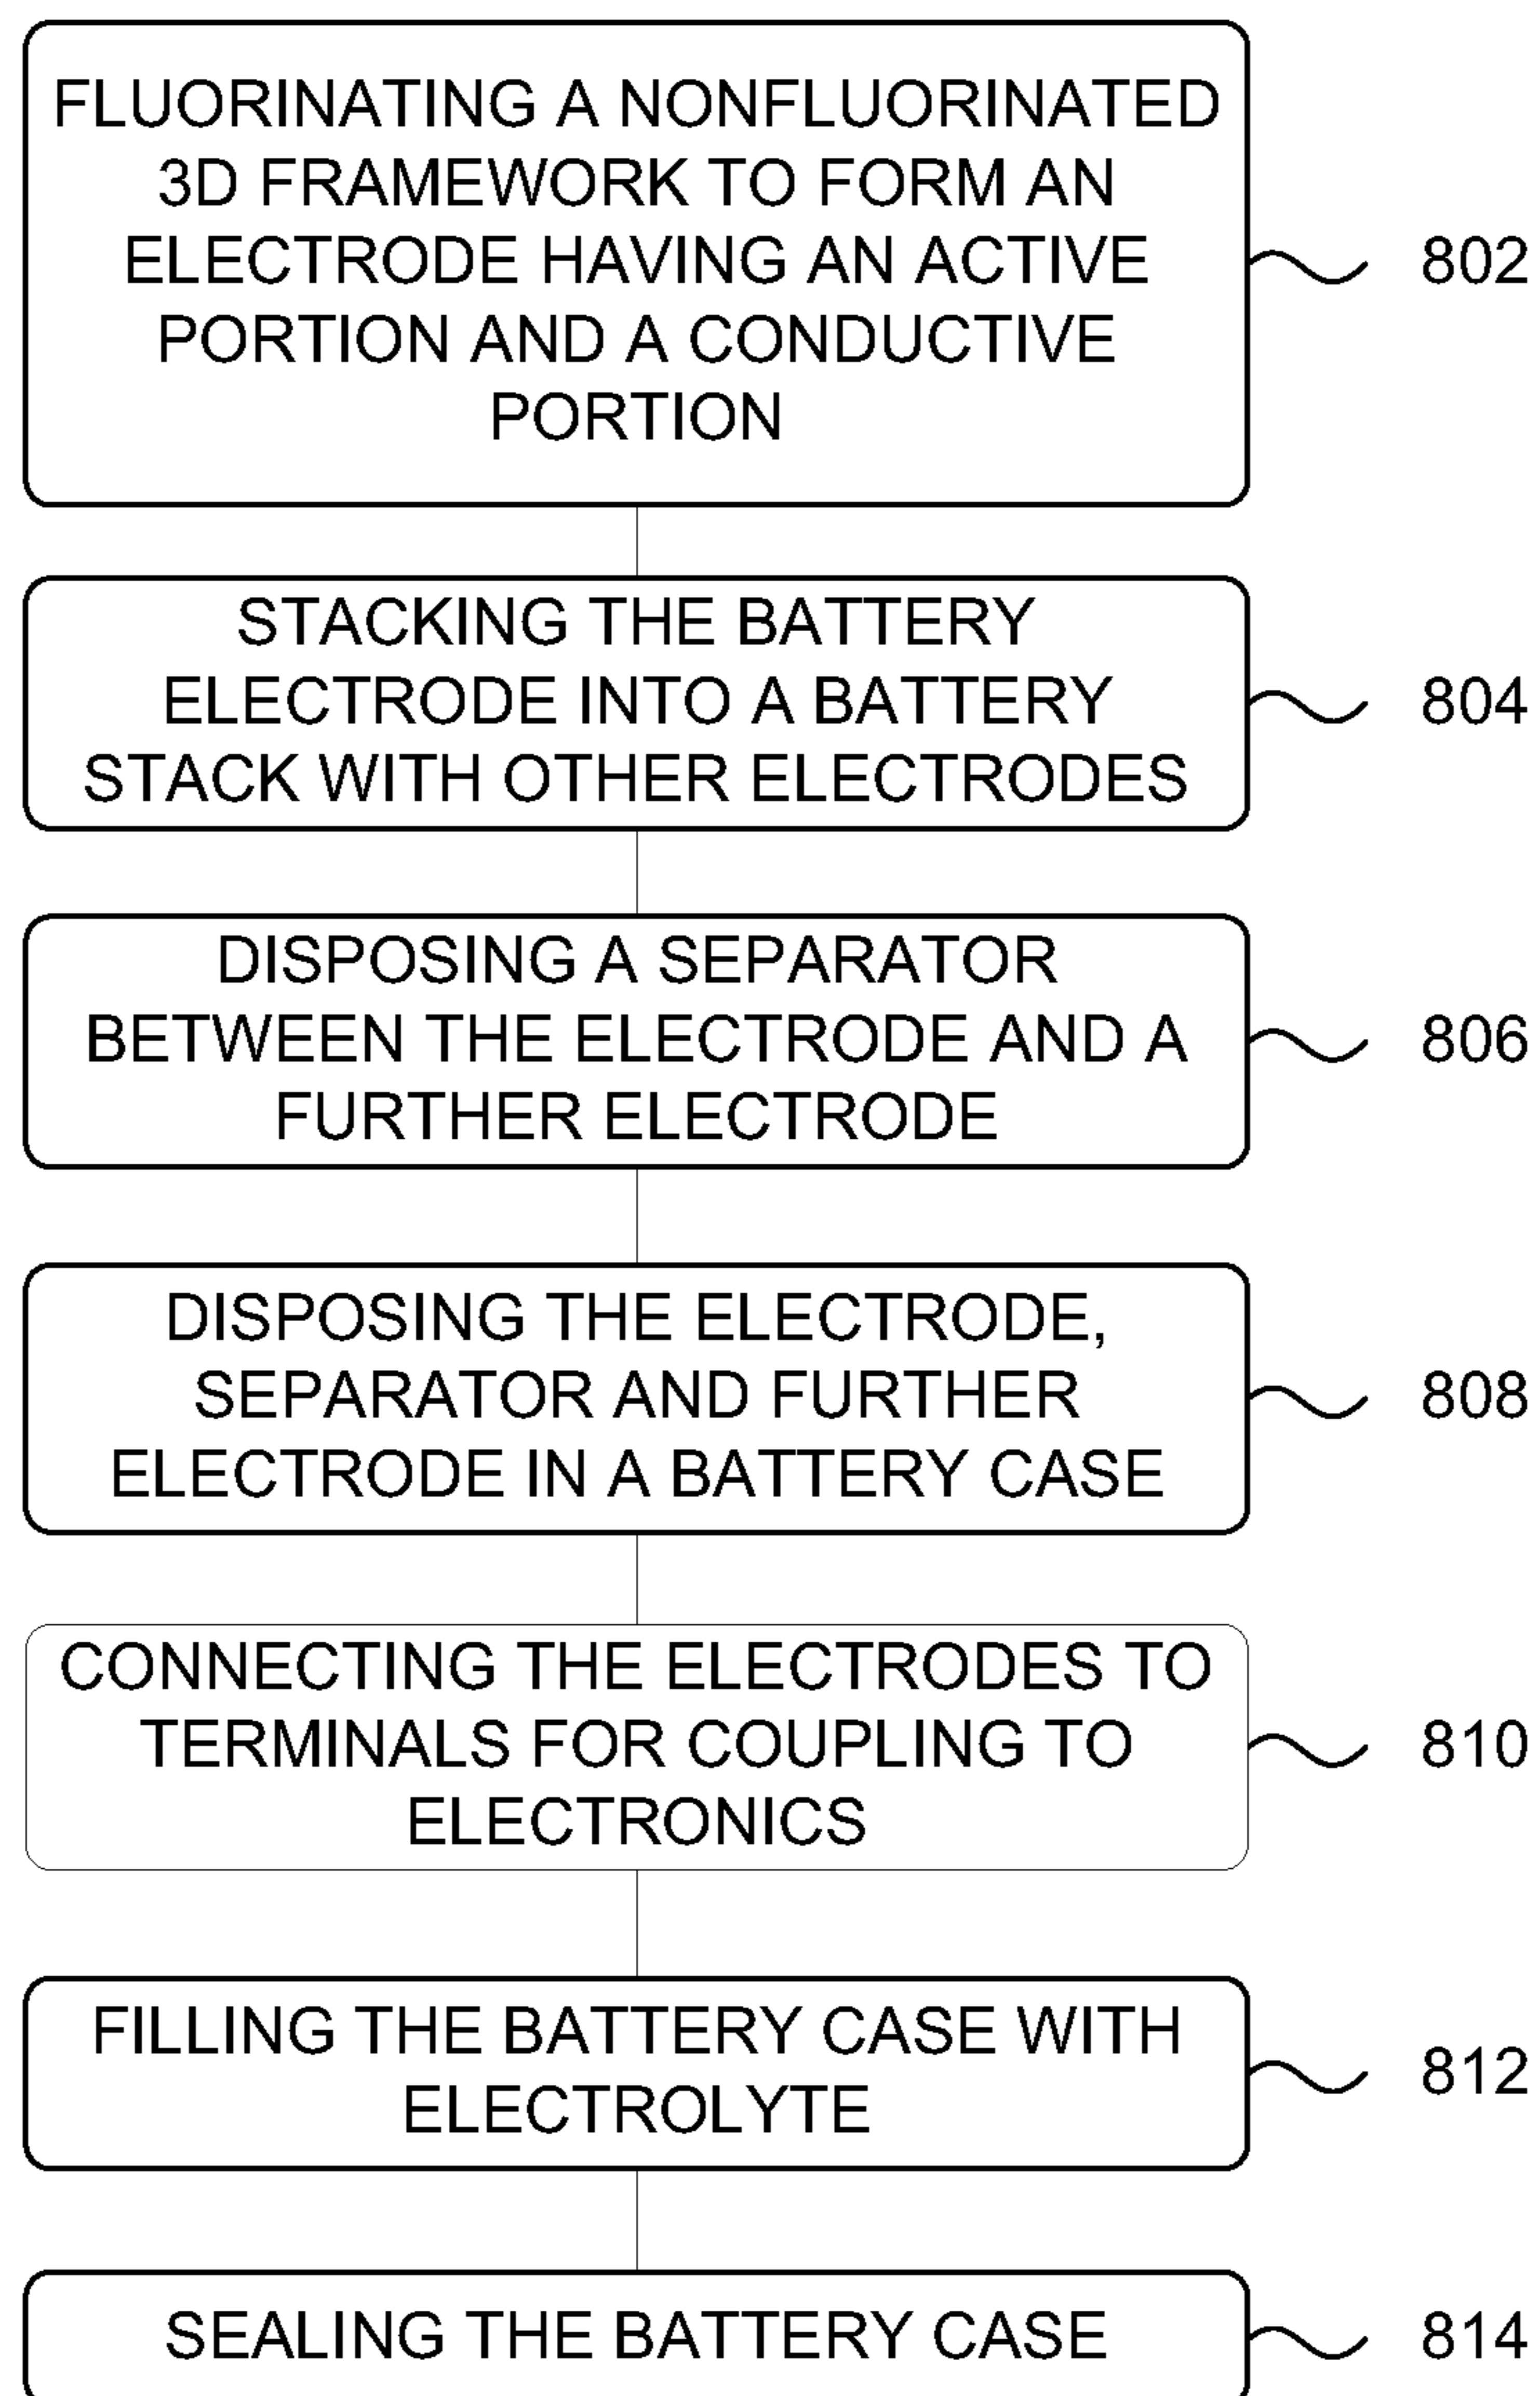 FLUORINATING A NONFLUORINATED
3D FRAMEWORK TO FORM AN
ELECTRODE HAVING AN ACTIVE
PORTION AND A CONDUCTIVE
PORTION
802
STACKING THE BATTERY
ELECTRODE INTO A BATTERY
STACK WITH OTHER ELECTRODES
804
DISPOSING A SEPARATOR
BETWEEN THE ELECTRODE AND A
FURTHER ELECTRODE
806
DISPOSING THE ELECTRODE,
SEPARATOR AND FURTHER
ELECTRODE IN A BATTERY CASE
808
CONNECTING THE ELECTRODES TO
TERMINALS FOR COUPLING TO
ELECTRONICS
810
FILLING THE BATTERY CASE WITH
ELECTROLYTE
812
SEALING THE BATTERY CASE
814